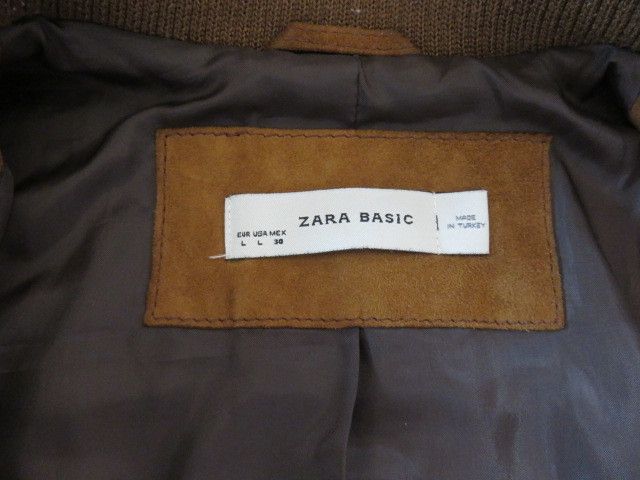 ZARA BASIC
EUR USA MEX
L L 30
MADE
IN TURKEY